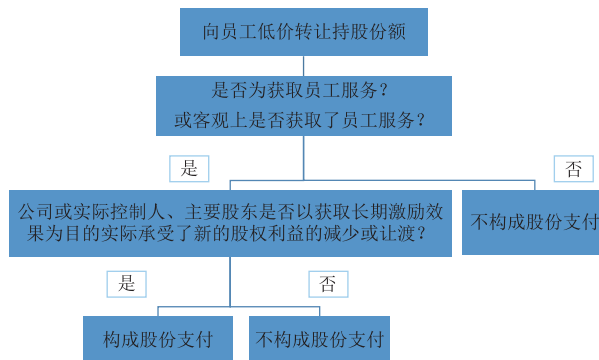 向员工低价转让持股份额
是否为获取员工服务？
或客观上是否获取了员工服务？
是
否
公司或实际控制人、主要股东是否以获取长期激励效
果为目的实际承受了新的股权利益的减少或让渡？
不构成股份支付
是
否
构成股份支付
不构成股份支付